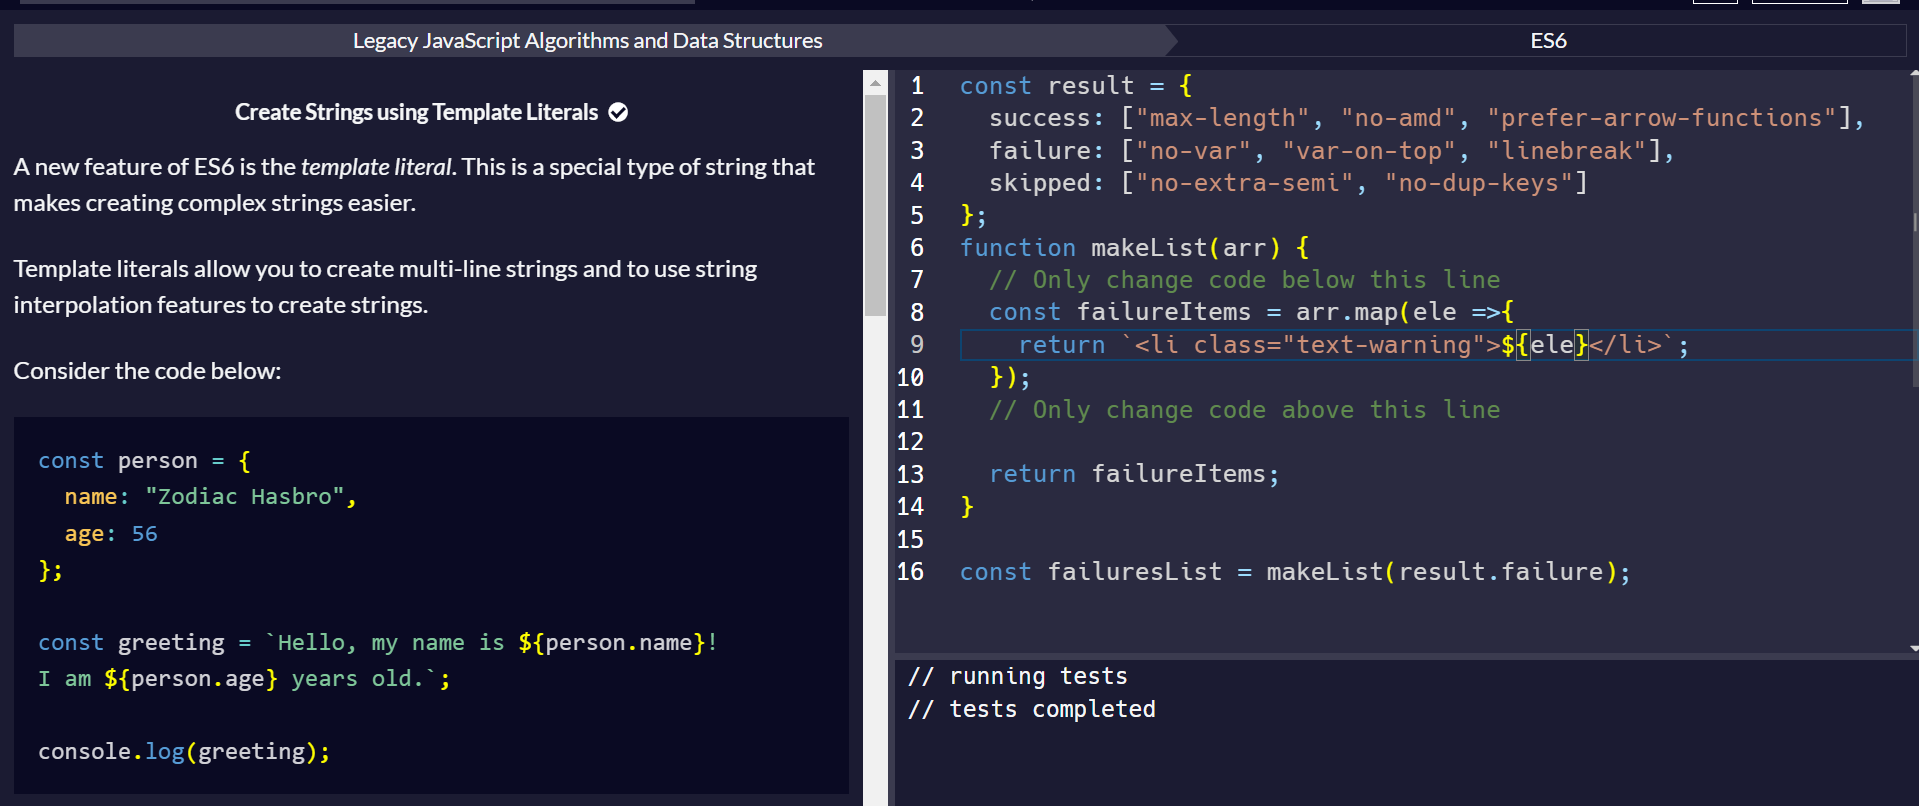 Legacy JavaScript Algorithms and Data Structures
ES6
Create Strings using Template Literals
A new feature of ES6 is the template literal. This is a special type of string that
makes creating complex strings easier.
Template literals allow you to create multi-line strings and to use string
interpolation features to create strings.
Consider the code below:
const person = {
  name: "Zodiac Hasbro",
  age: 56
};
const greeting = `Hello, my name is ${person.name}!
I am ${person.age} years old.`;
console.log(greeting);
1 const result = {
2   success: ["max-length", "no-amd", "prefer-arrow-functions"],
3   failure: ["no-var", "var-on-top", "linebreak"],
4   skipped: ["no-extra-semi", "no-dup-keys"]
5 };
6 function makeList(arr) {
7   // Only change code below this line
8   const failureItems = arr.map(ele =>{
9     return `<li class="text-warning">${ele}</li>`;
10   });
11   // Only change code above this line
12
13   return failureItems;
14 }
15
16 const failuresList = makeList(result.failure);
// running tests
// tests completed